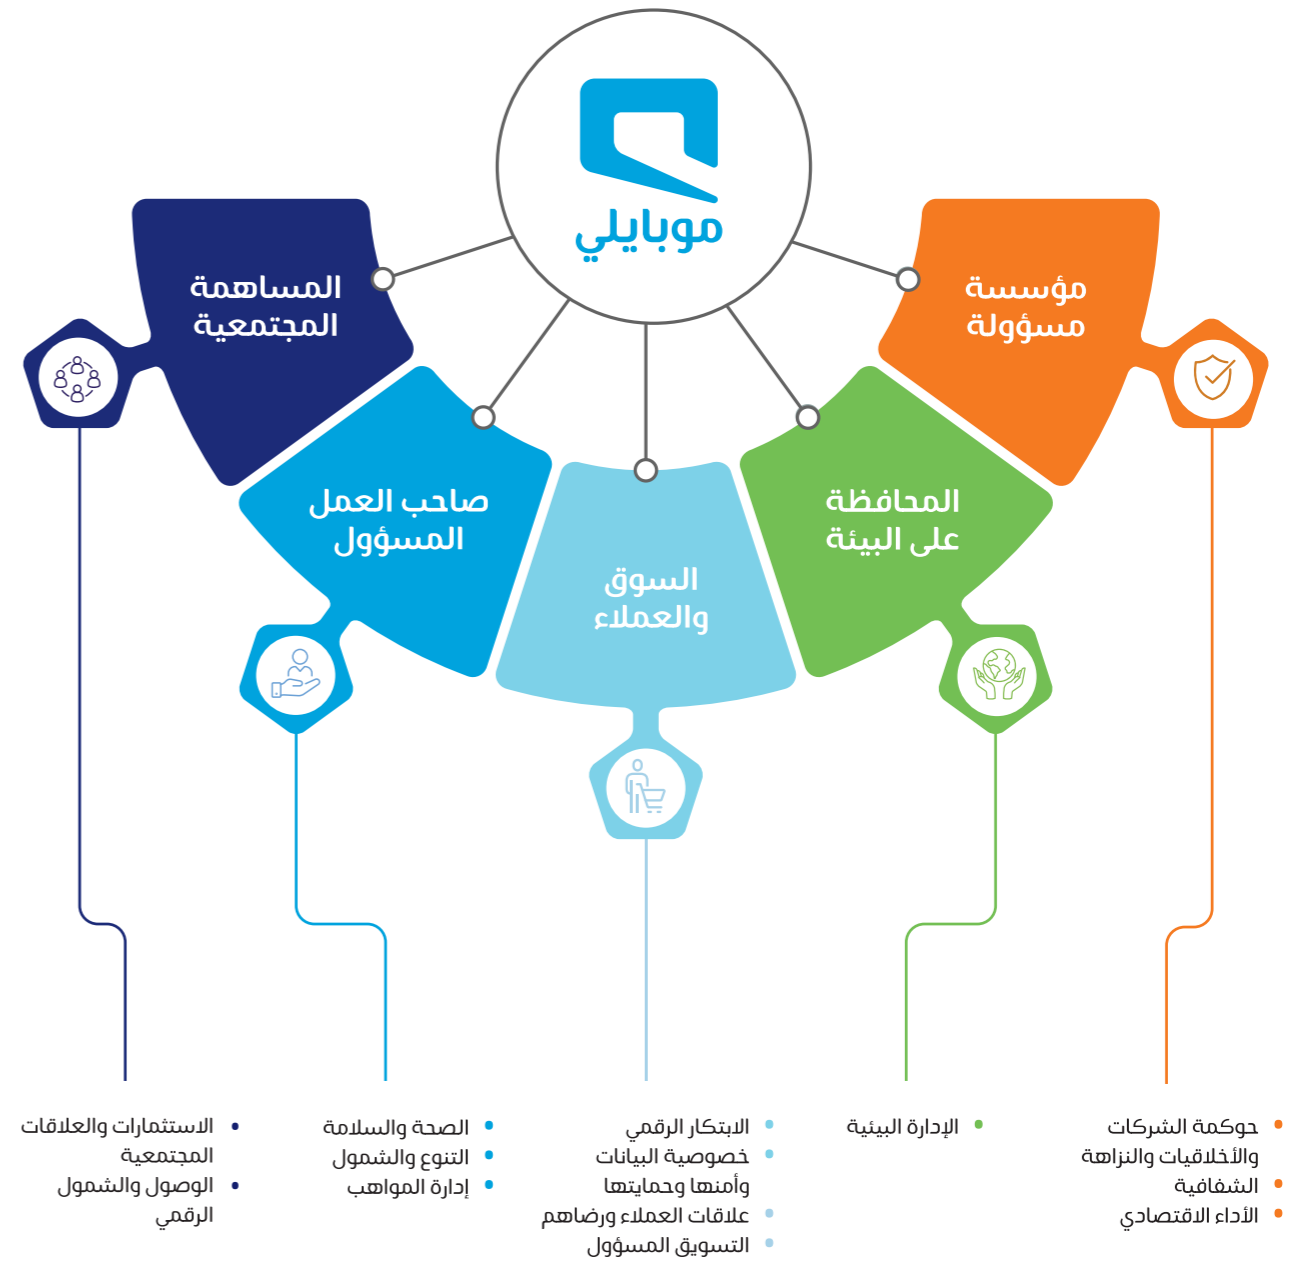 موبايلي
مؤسسة
مسؤولة
المحافظة
على البيئة
السوق
والعملاء
صاحب العمل
المسؤول
المساهمة
المجتمعية
• حوكمة الشركات
والأخلاقيات والنزاهة
• الشفافية
• الأداء الاقتصادي
• الإدارة البيئية
• الابتكار الرقمي
• خصوصية البيانات
وأمنها وحمايتها
• علاقات العملاء ورضاهم
• التسويق المسؤول
• الصحة والسلامة
• التنوع والشمول
• إدارة المواهب
• الاستثمارات والعلاقات
المجتمعية
• الوصول والشمول
الرقمي